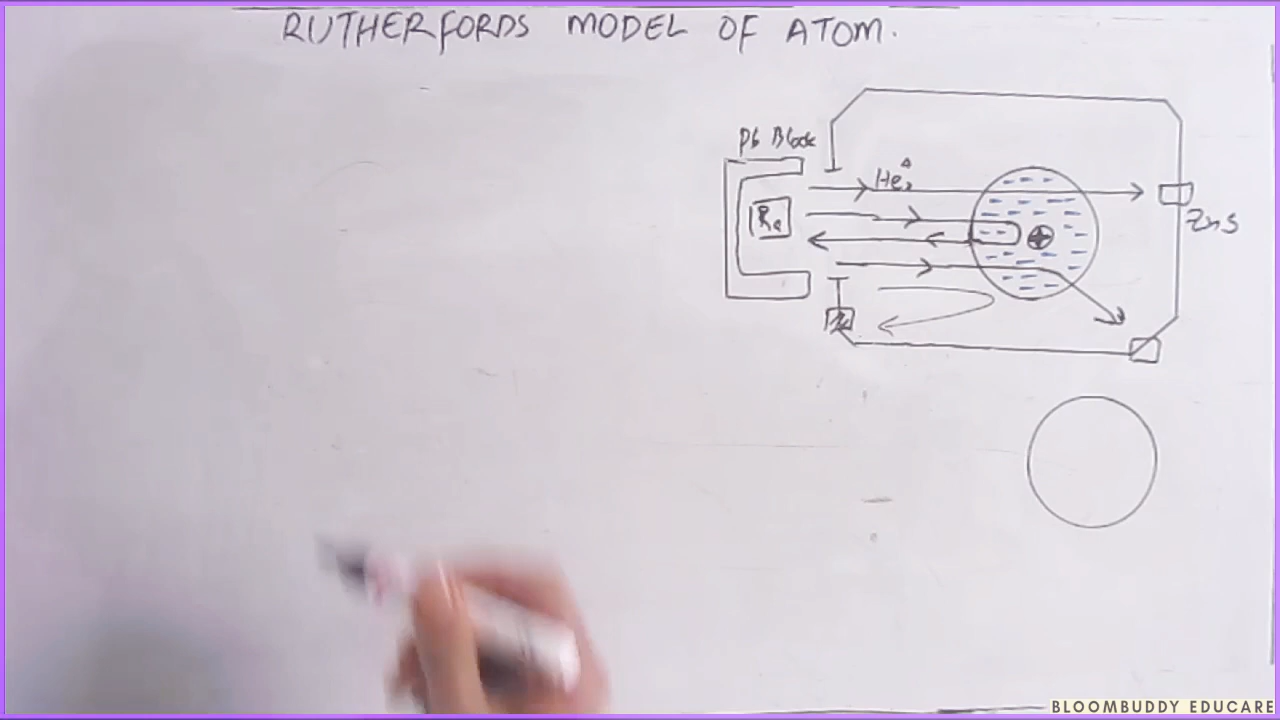 RUTHERFORDS MODEL OF ATOM.
Pb Block
He
Ra
ZnS
BLOOMBUDDY EDUCARE